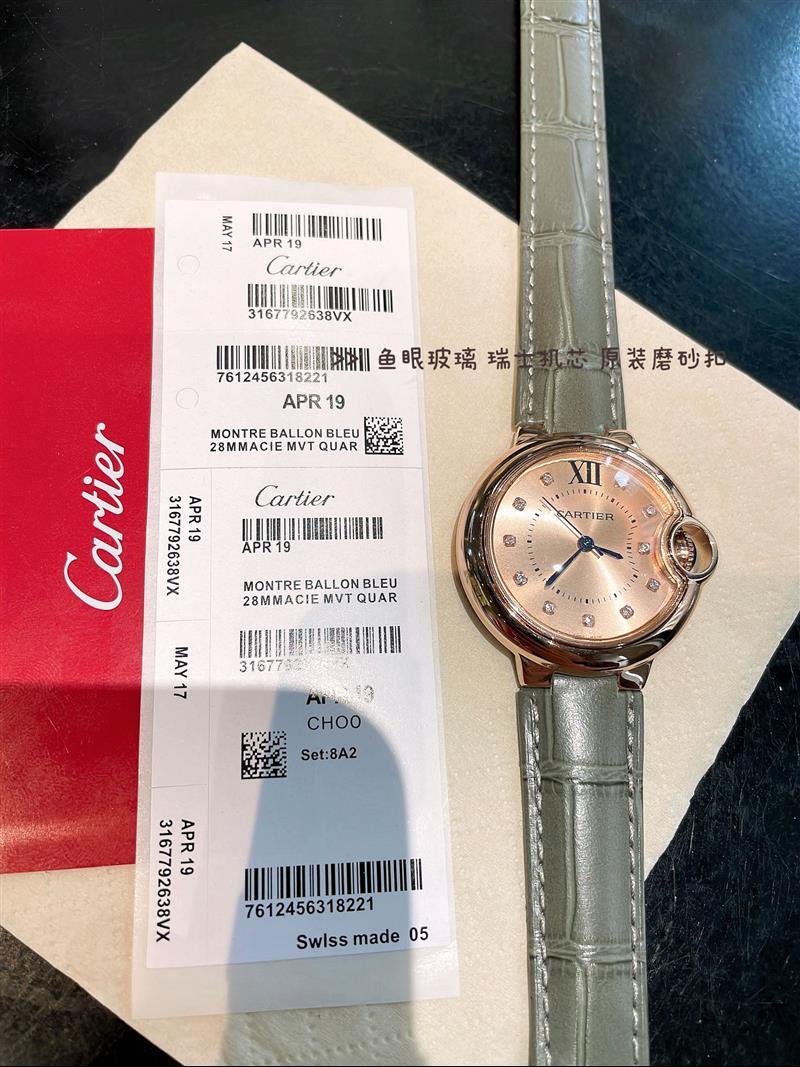 MAY 17
APR 19
Cartier
3167792638VX
7612456318221
APR 19
MONTRE BALLON BLEU
28MMACIE MVT QUAR
Cartier
APR 19
APR 19
3167792638VX
MONTRE BALLON BLEU
28MMACIE MVT QUAR
MAY 17
APR 19
CHOO
Set:8A2
APR 19
3167792638VX
7612456318221
SwIss made 05
Cartier
>> 鱼眼玻璃 瑞士机芯 原装磨砂扣
XII
CARTIER